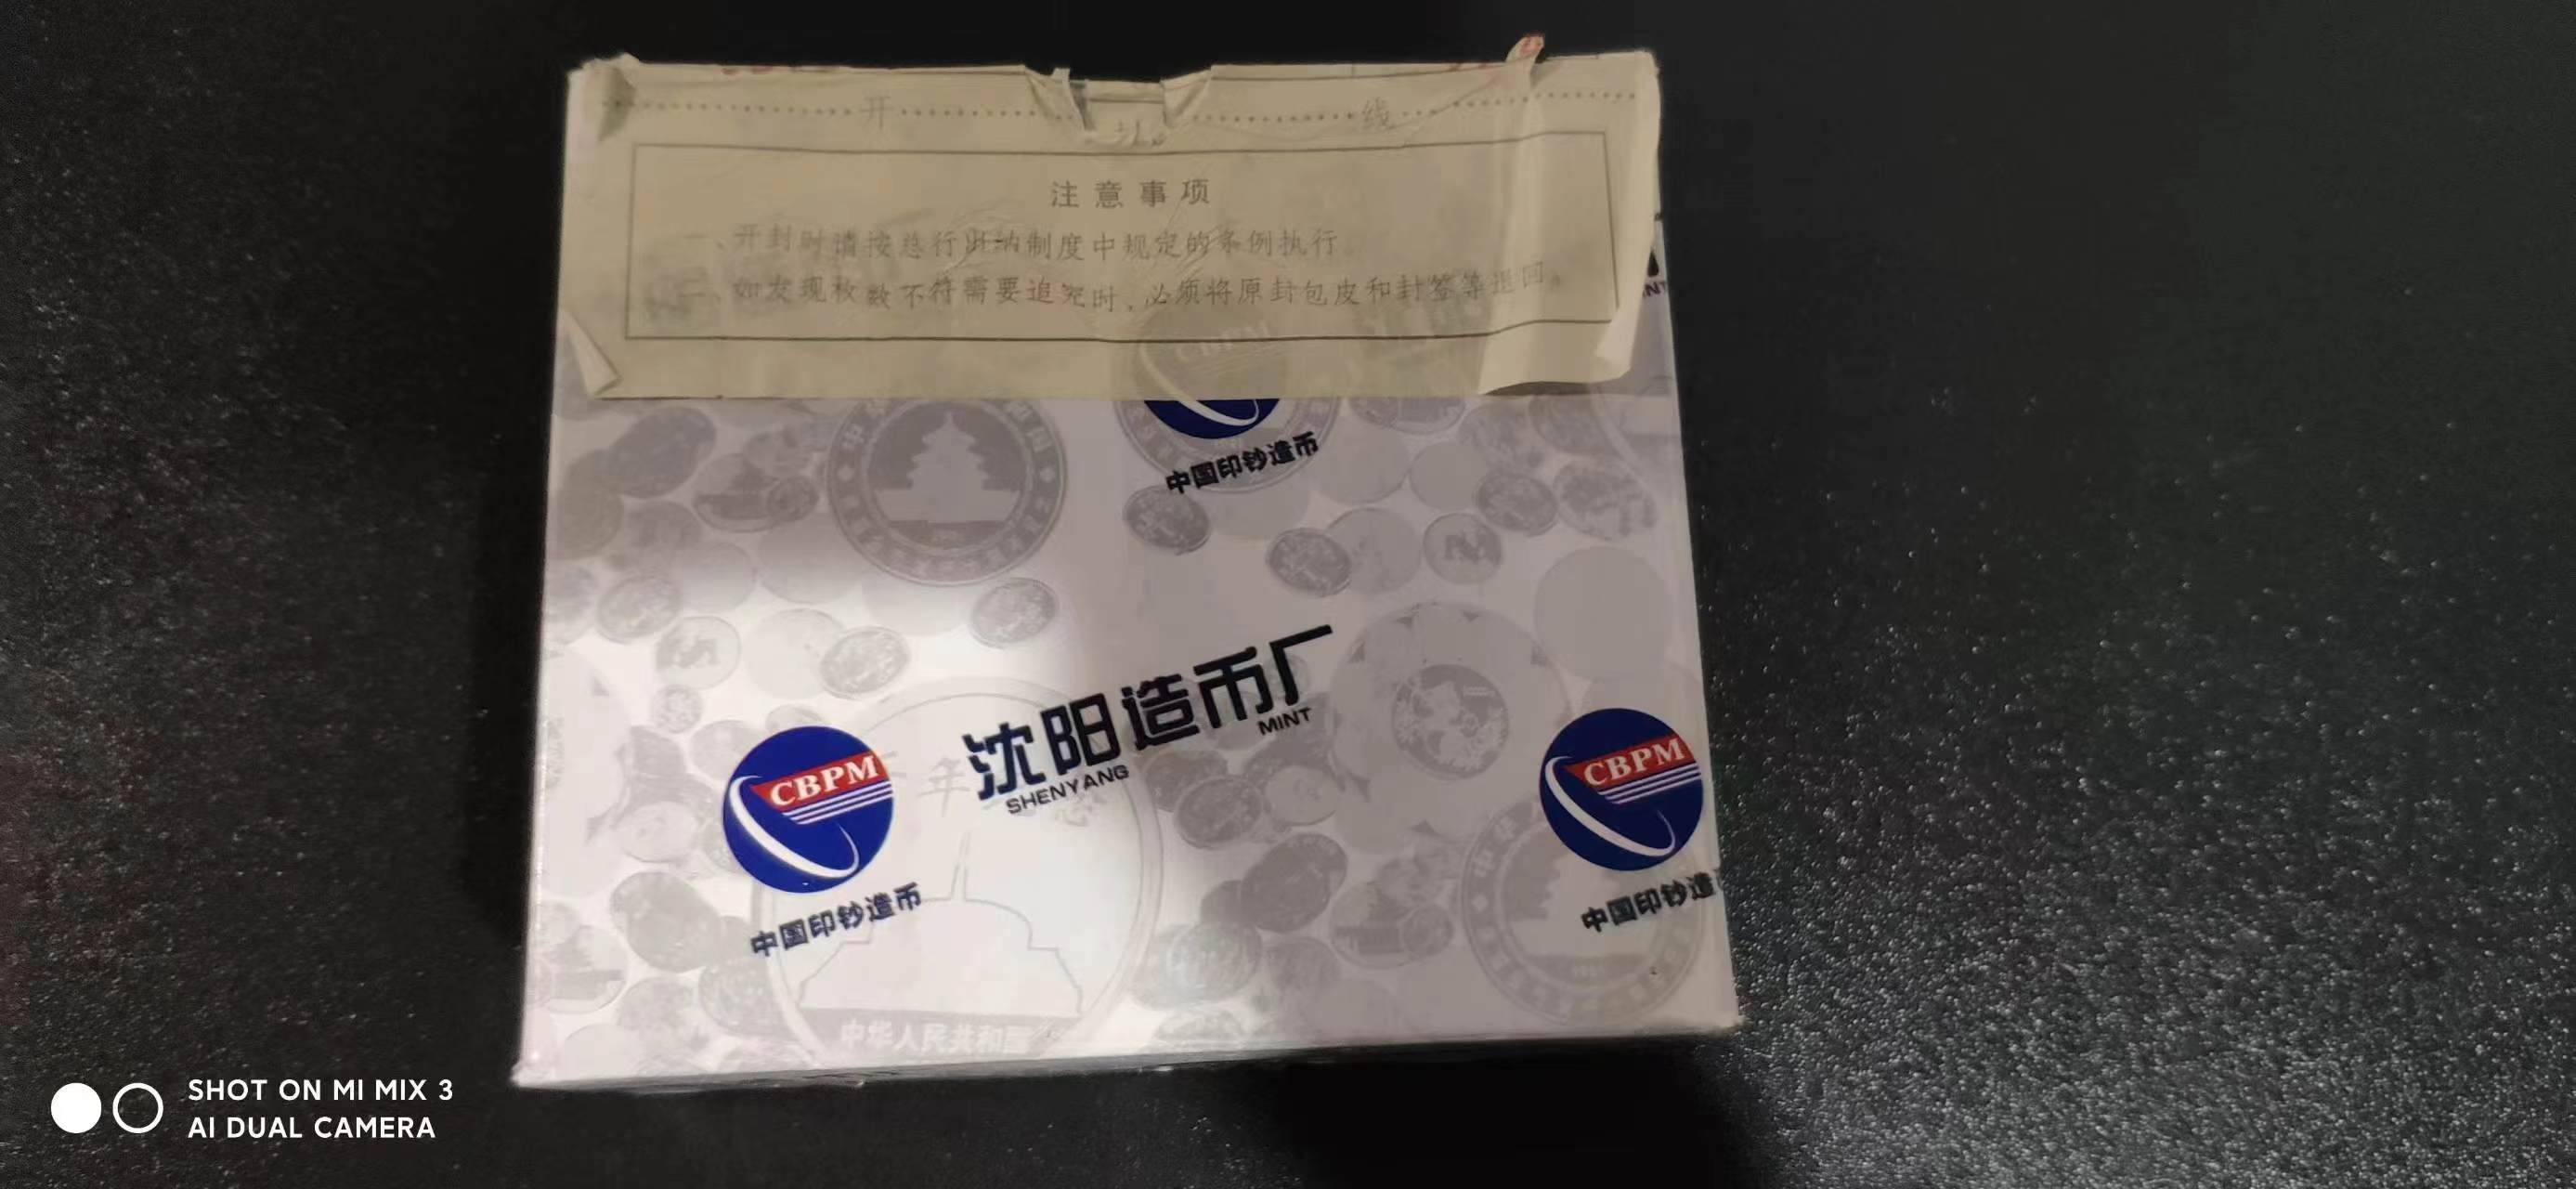 开 线
注意事项
一、开封时请按总行出纳制度中规定的条例执行。
二、如发现枚数不符需要追究时,必须将原封包皮和封签等退回。
CBPM
中国印钞造币
NT
沈阳造币厂
SHENYANG MINT
年
CBPM
中国印钞造币
CBPM
中国印钞造
中华人民共和国
SHOT ON MI MIX 3
AI DUAL CAMERA